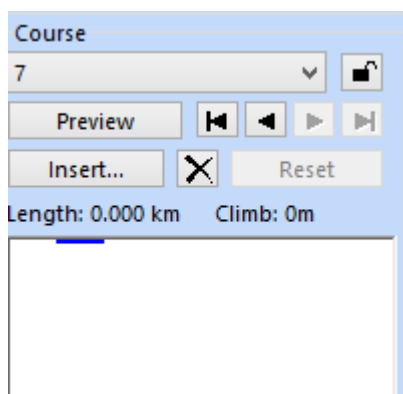 Course
7
Preview
Insert... Reset
Length: 0.000 km Climb: 0m